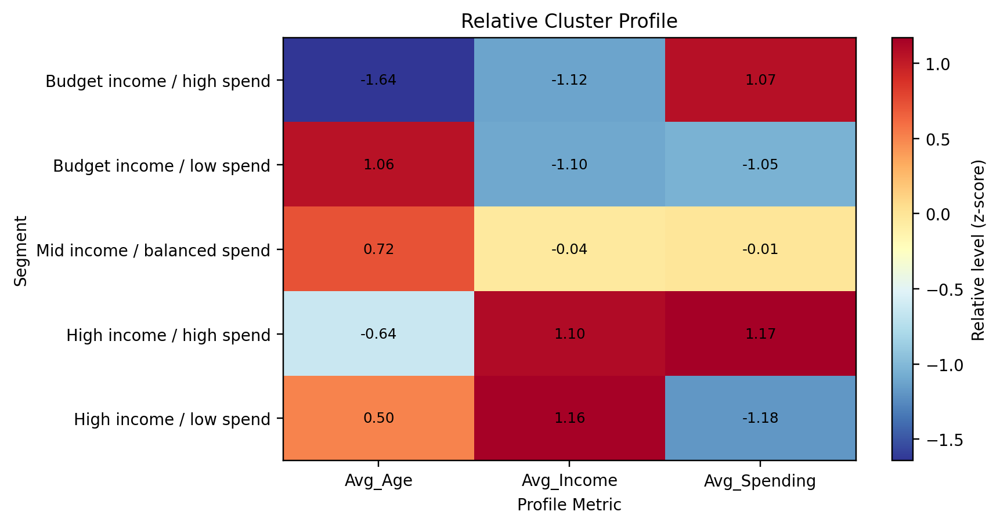 Relative Cluster Profile
Budget income / high spend -1.64 -1.12 1.07
Budget income / low spend 1.06 -1.10 -1.05
Mid income / balanced spend 0.72 -0.04 -0.01
High income / high spend -0.64 1.10 1.17
High income / low spend 0.50 1.16 -1.18
Avg_Age Avg_Income Avg_Spending
Profile Metric
Segment
1.0
0.5
0.0
−0.5
−1.0
−1.5
Relative level (z-score)